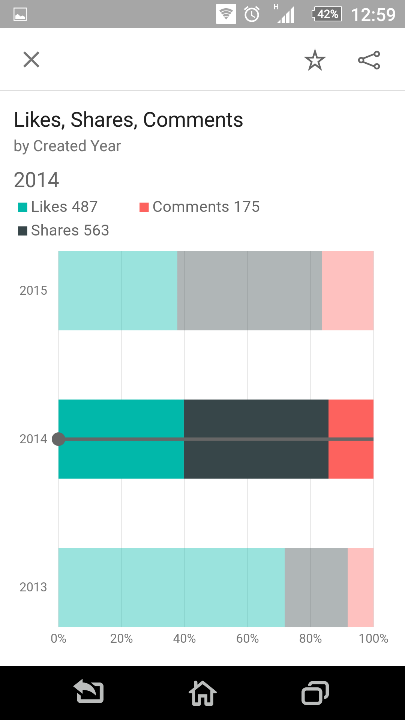 H 42% 12:59
Likes, Shares, Comments
by Created Year
2014
Likes 487 Comments 175
Shares 563
2015
2014
2013
0% 20% 40% 60% 80% 100%